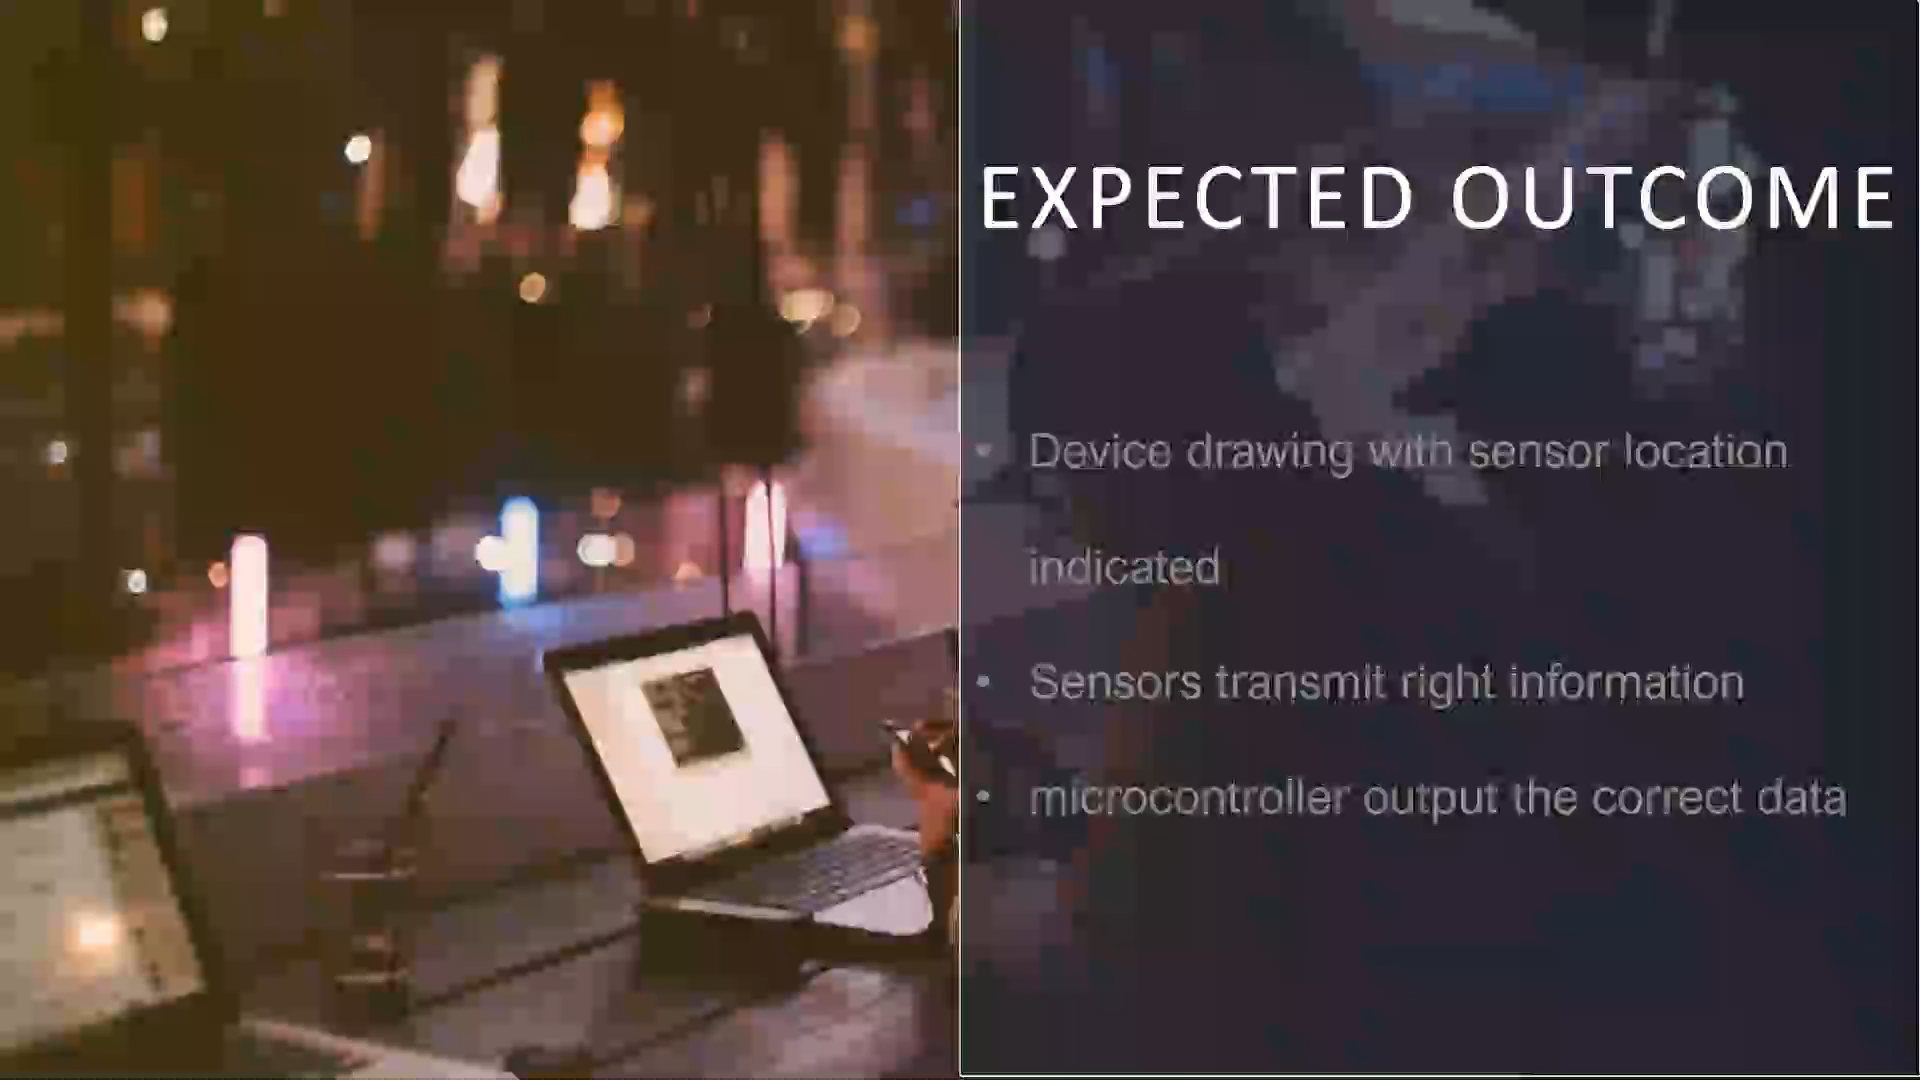 EXPECTED OUTCOME
• Device drawing with sensor location
indicated
• Sensors transmit right information
• microcontroller output the correct data